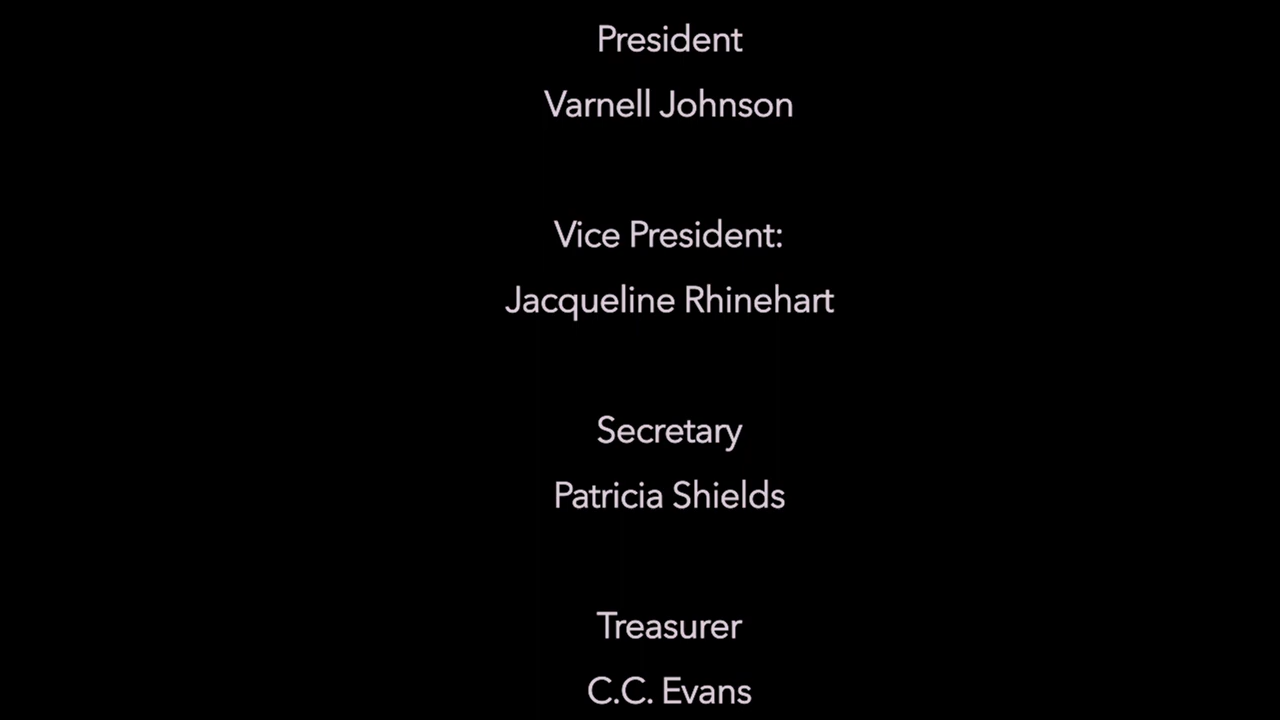 President
Varnell Johnson
Vice President:
Jacqueline Rhinehart
Secretary
Patricia Shields
Treasurer
C.C. Evans